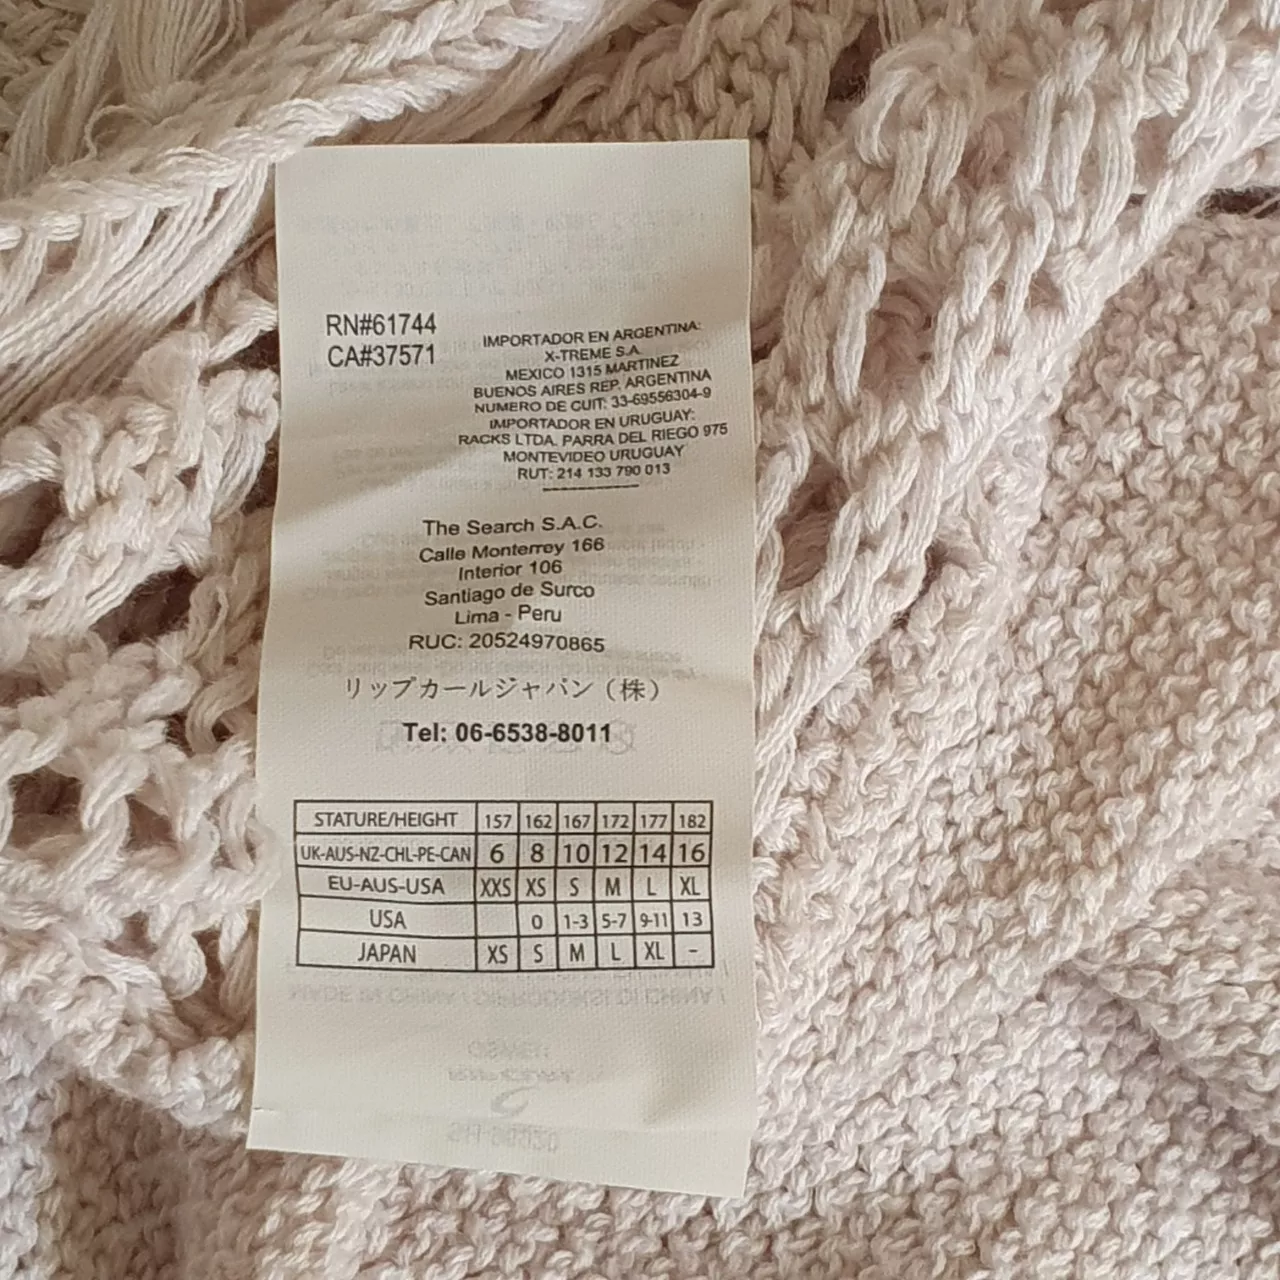 RN#61744
CA#37571
IMPORTADOR EN ARGENTINA:
X-TREME S.A.
MEXICO 1315 MARTINEZ
BUENOS AIRES REP. ARGENTINA
NUMERO DE CUIT: 33-69556304-9
IMPORTADOR EN URUGUAY:
RACKS LTDA. PARRA DEL RIEGO 975
MONTEVIDEO URUGUAY
RUT: 214 133 790 013
The Search S.A.C.
Calle Monterrey 166
Interior 106
Santiago de Surco
Lima - Peru
RUC: 20524970865
リップカールジャパン（株）
Tel: 06-6538-8011
STATURE/HEIGHT 157 162 167 172 177 182
UK-AUS-NZ-CHL-PE-CAN 6 8 10 12 14 16
EU-AUS-USA XXS XS S M L XL
USA 0 1-3 5-7 9-11 13
JAPAN XS S M L XL -